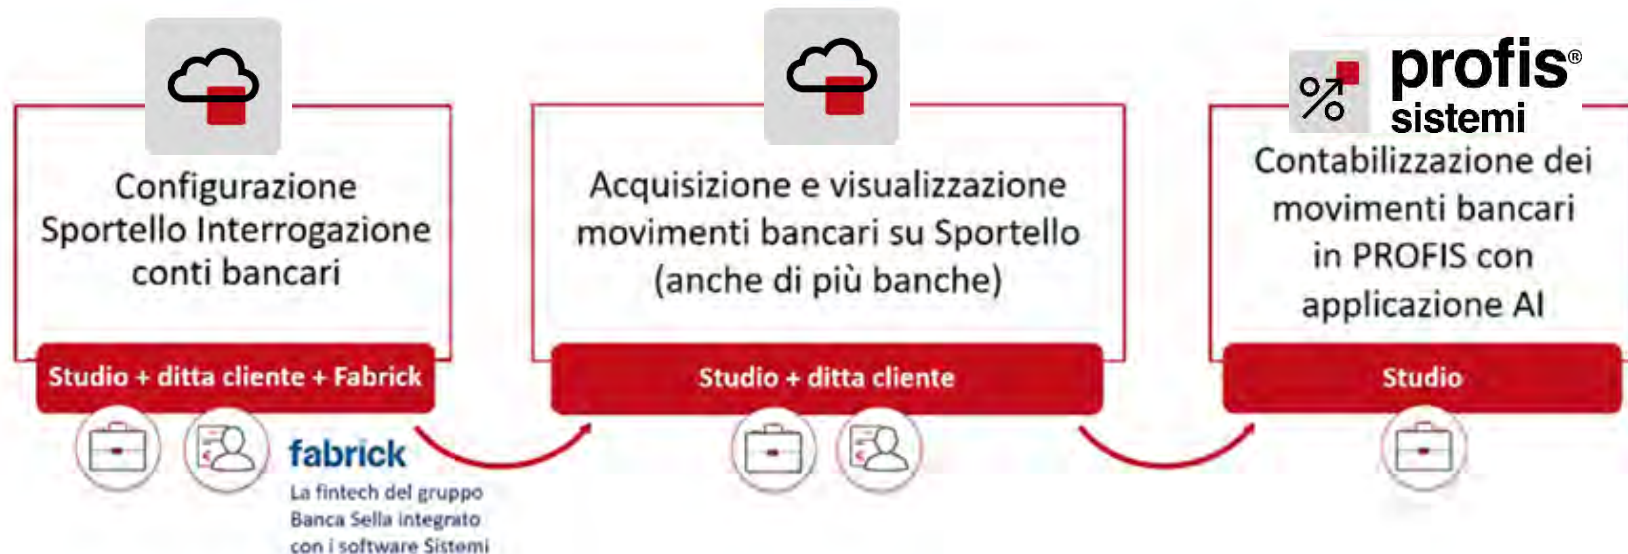 Configurazione
Sportello Interrogazione
conti bancari
Studio + ditta cliente + Fabrick
fabrick
La fintech del gruppo
Banca Sella integrato
con i software Sistemi
Acquisizione e visualizzazione
movimenti bancari su Sportello
(anche di più banche)
Studio + ditta cliente
profis®
sistemi
Contabilizzazione dei
movimenti bancari
in PROFIS con
applicazione AI
Studio